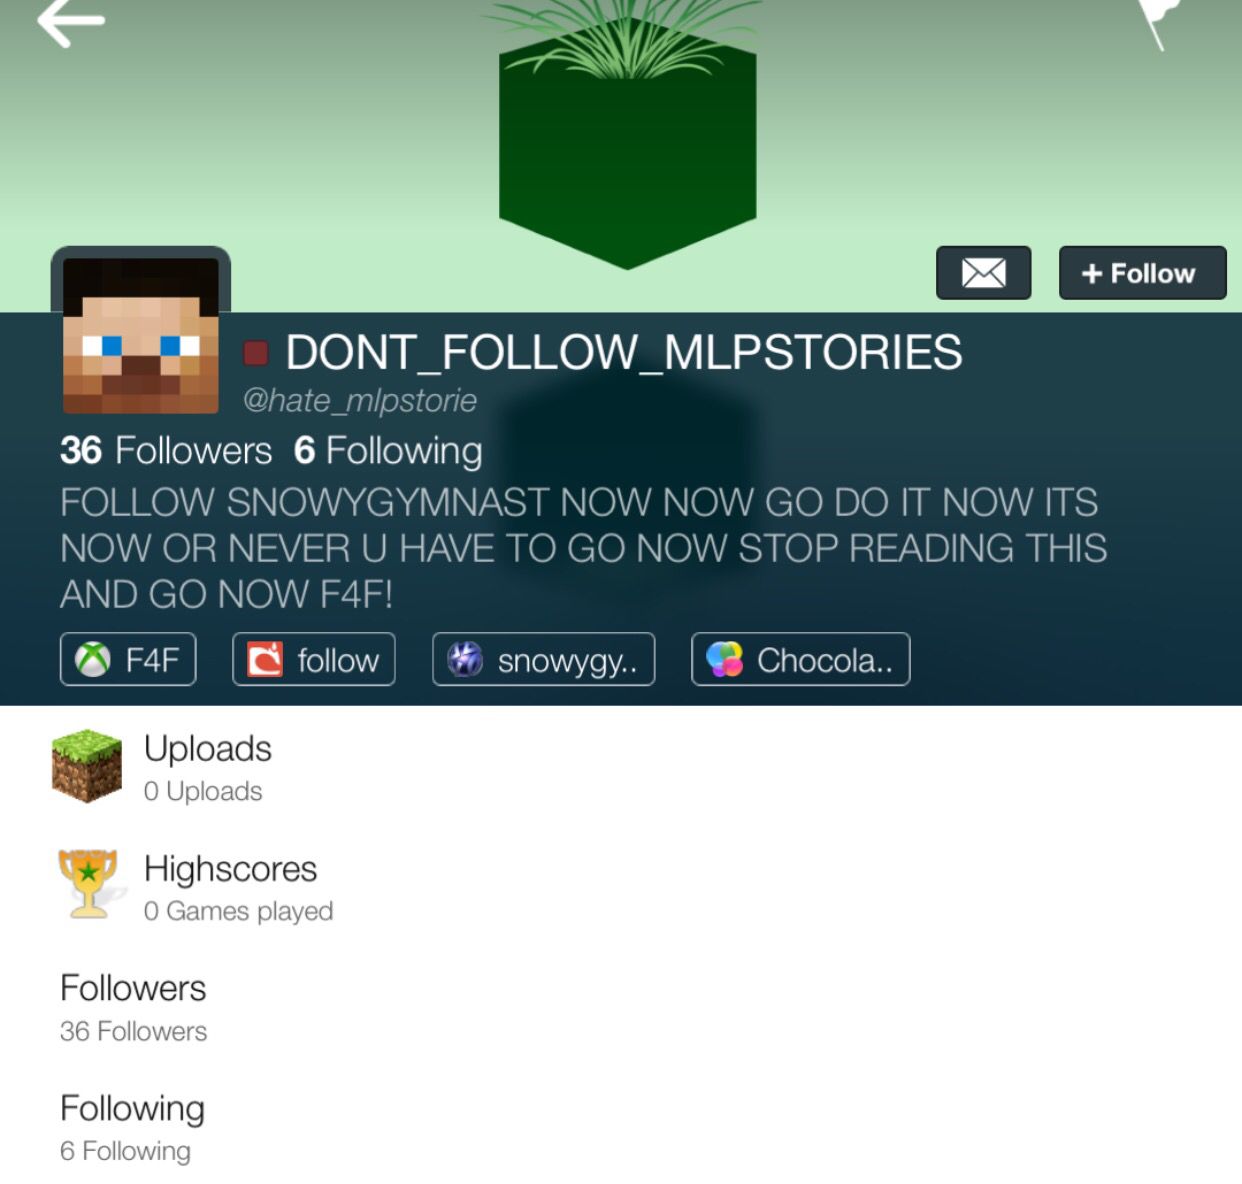 + Follow
DONT_FOLLOW_MLPSTORIES
@hate_mlpstorie
36 Followers 6 Following
FOLLOW SNOWYGYMNAST NOW NOW GO DO IT NOW ITS
NOW OR NEVER U HAVE TO GO NOW STOP READING THIS
AND GO NOW F4F!
F4F follow snowygy.. Chocola..
Uploads
0 Uploads
Highscores
0 Games played
Followers
36 Followers
Following
6 Following